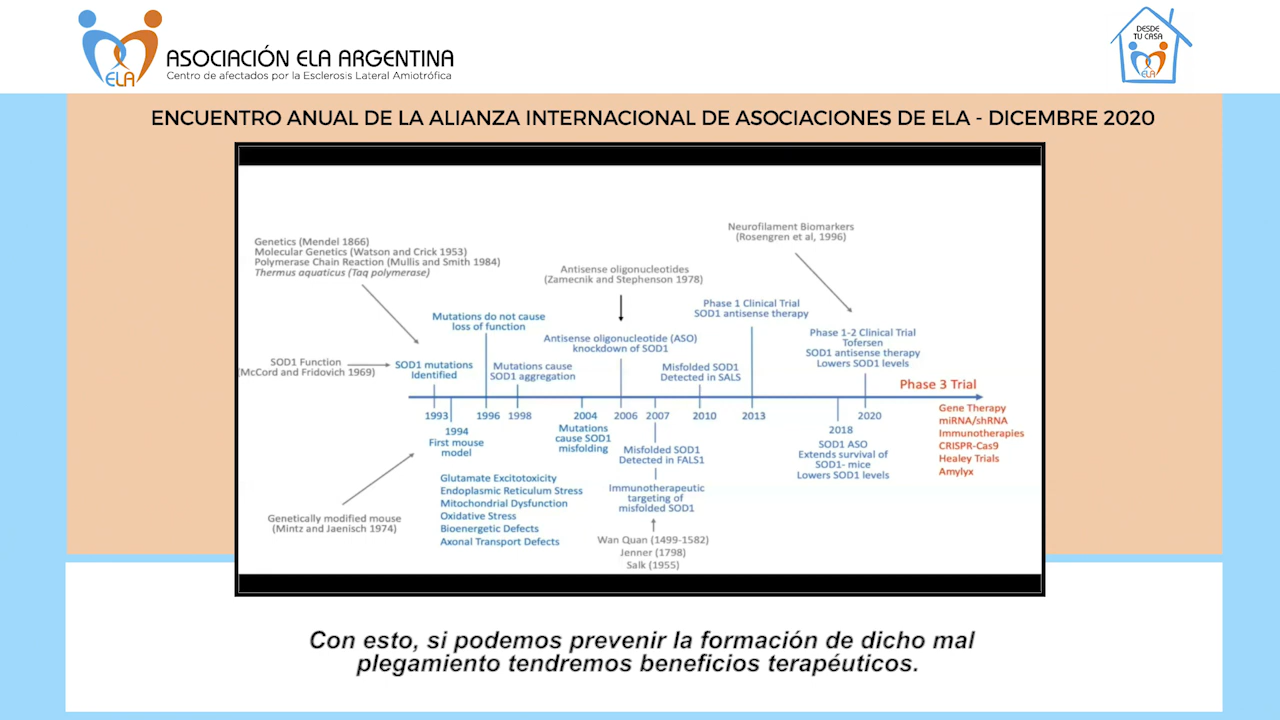 ELA
ASOCIACIÓN ELA ARGENTINA
Centro de afectados por la Esclerosis Lateral Amiotrófica
DESDE
TU CASA
ELA
ENCUENTRO ANUAL DE LA ALIANZA INTERNACIONAL DE ASOCIACIONES DE ELA - DICEMBRE 2020
Neurofilament Biomarkers
(Rosengren et al, 1996)
Genetics (Mendel 1866)
Molecular Genetics (Watson and Crick 1953)
Polymerase Chain Reaction (Mullis and Smith 1984)
Thermus aquaticus (Taq polymerase)
Antisense oligonucleotides
(Zamecnik and Stephenson 1978)
Phase 1 Clinical Trial
SOD1 antisense therapy
Mutations do not cause
loss of function
Antisense oligonucleotide (ASO)
knockdown of SOD1
Phase 1-2 Clinical Trial
Tofersen
SOD1 antisense therapy
Lowers SOD1 levels
SOD1 Function
(McCord and Fridovich 1969)
SOD1 mutations
Identified
Mutations cause
SOD1 aggregation
Misfolded SOD1
Detected in SALS
Phase 3 Trial
1993
1996
1998
2004
2006
2007
2010
2013
2020
1994
First mouse
model
Mutations
cause SOD1
misfolding
Misfolded SOD1
Detected in FALS1
2018
SOD1 ASO
Extends survival of
SOD1- mice
Lowers SOD1 levels
Gene Therapy
miRNA/shRNA
Immunotherapies
CRISPR-Cas9
Healey Trials
Amylyx
Glutamate Excitotoxicity
Endoplasmic Reticulum Stress
Mitochondrial Dysfunction
Oxidative Stress
Bioenergetic Defects
Axonal Transport Defects
Immunotherapeutic
targeting of
misfolded SOD1
Genetically modified mouse
(Mintz and Jaenisch 1974)
Wan Quan (1499-1582)
Jenner (1798)
Salk (1955)
Con esto, si podemos prevenir la formación de dicho mal
plegamiento tendremos beneficios terapéuticos.